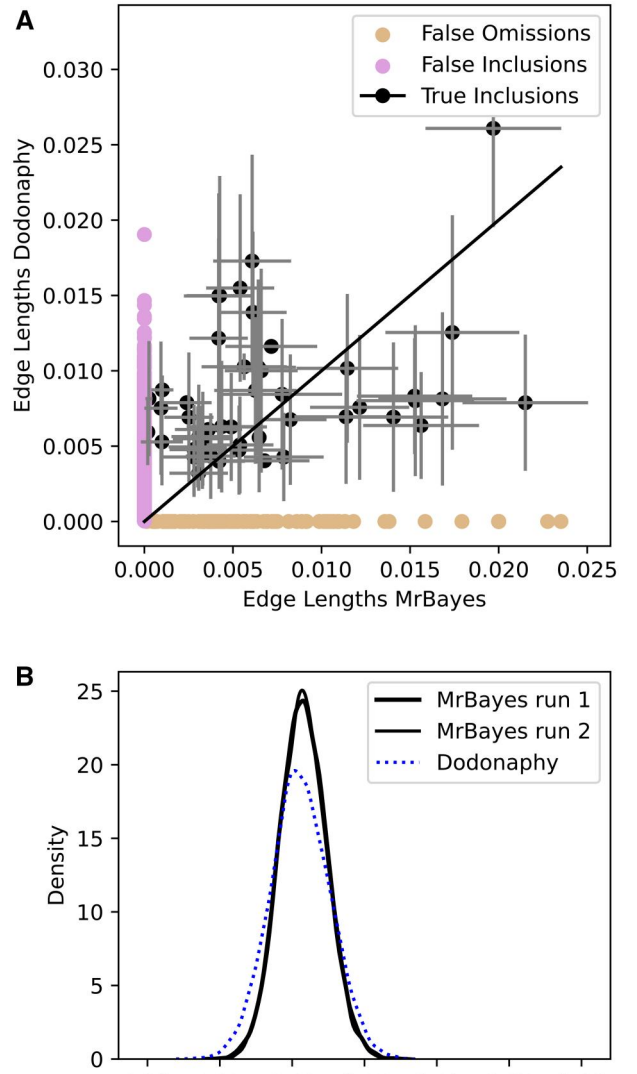 A
False Omissions
False Inclusions
True Inclusions
0.030
0.025
0.020
0.015
0.010
0.005
0.000
Edge Lengths Dodonaphy
0.000 0.005 0.010 0.015 0.020 0.025
Edge Lengths MrBayes
B
MrBayes run 1
MrBayes run 2
Dodonaphy
25
20
15
10
5
0
Density